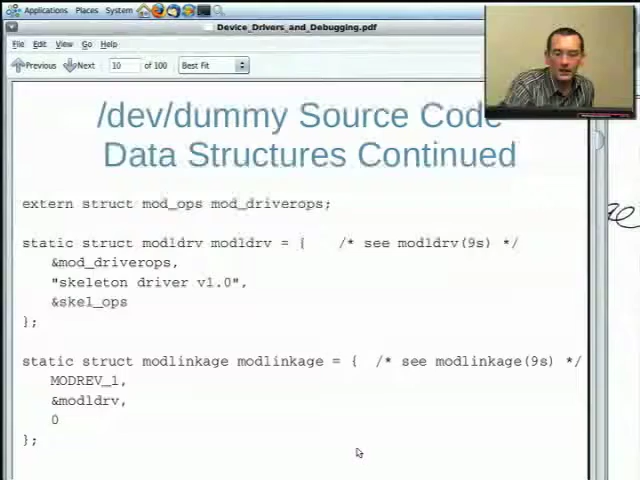 Applications Places System
Device_Drivers_and_Debugging.pdf
File Edit View Go Help
Previous Next 10 of 100 Best Fit
/dev/dummy Source Code
Data Structures Continued
extern struct mod_ops mod_driverops;
static struct modldrv modldrv = { /* see modldrv(9s) */
&mod_driverops,
"skeleton driver v1.0",
&skel_ops
};
static struct modlinkage modlinkage = { /* see modlinkage(9s) */
MODREV_1,
&modldrv,
0
};